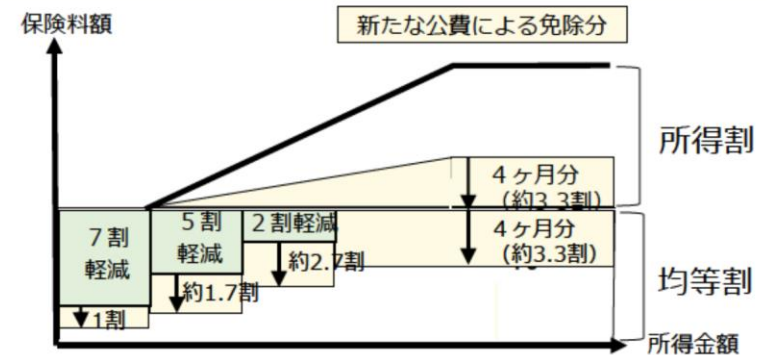 保険料額
新たな公費による免除分
所得割
4ヶ月分
(約3.3割)
7割
軽減
5割
軽減
2割軽減
4ヶ月分
(約3.3割)
約2.7割
約1.7割
1割
均等割
所得金額